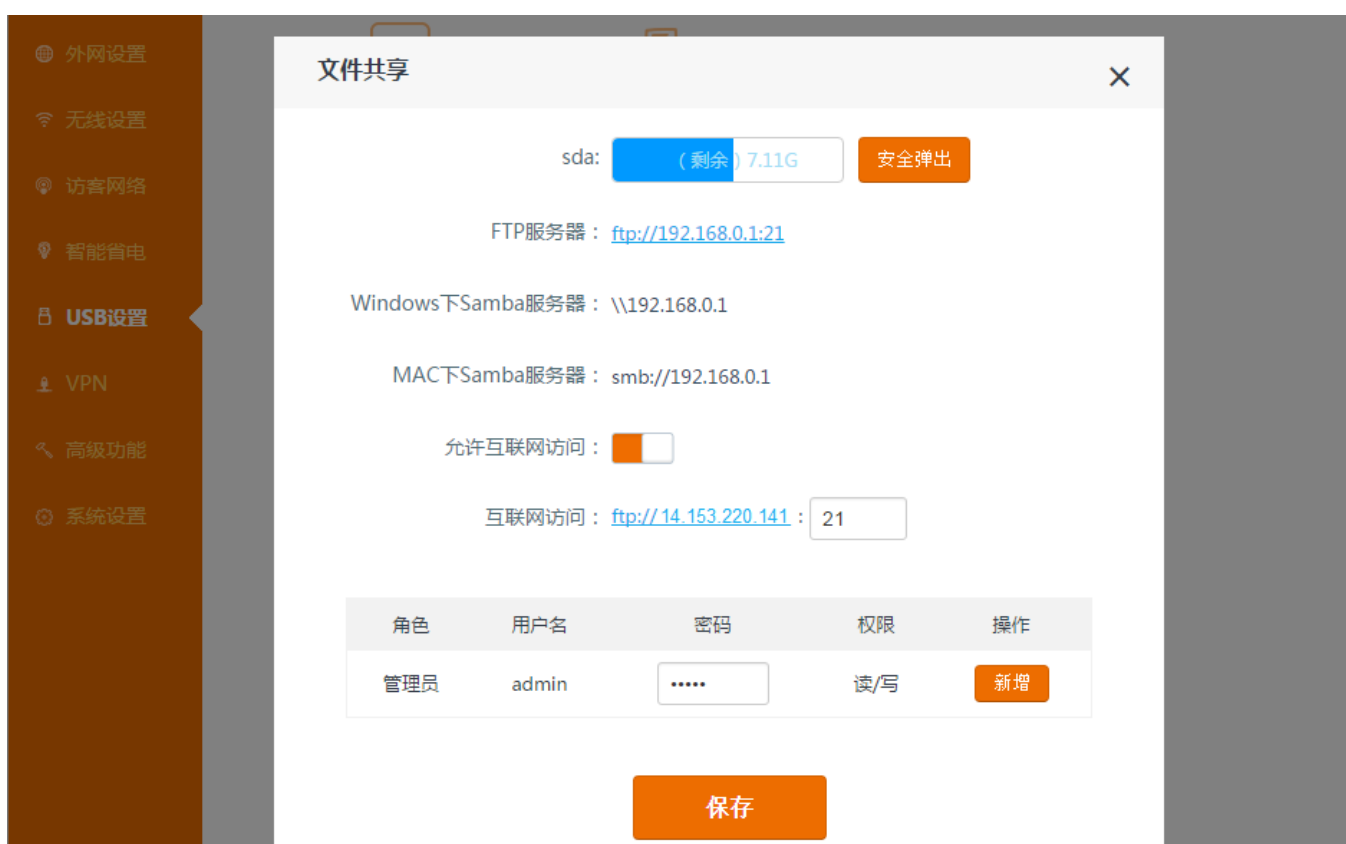 外网设置
无线设置
访客网络
智能省电
USB设置
VPN
高级功能
系统设置
文件共享
sda: (剩余) 7.11G 安全弹出
FTP服务器： ftp://192.168.0.1:21
Windows下Samba服务器： \\192.168.0.1
MAC下Samba服务器： smb://192.168.0.1
允许互联网访问：
互联网访问： ftp://14.153.220.141 : 21
角色 用户名 密码 权限 操作
管理员 admin ••••• 读/写 新增
保存